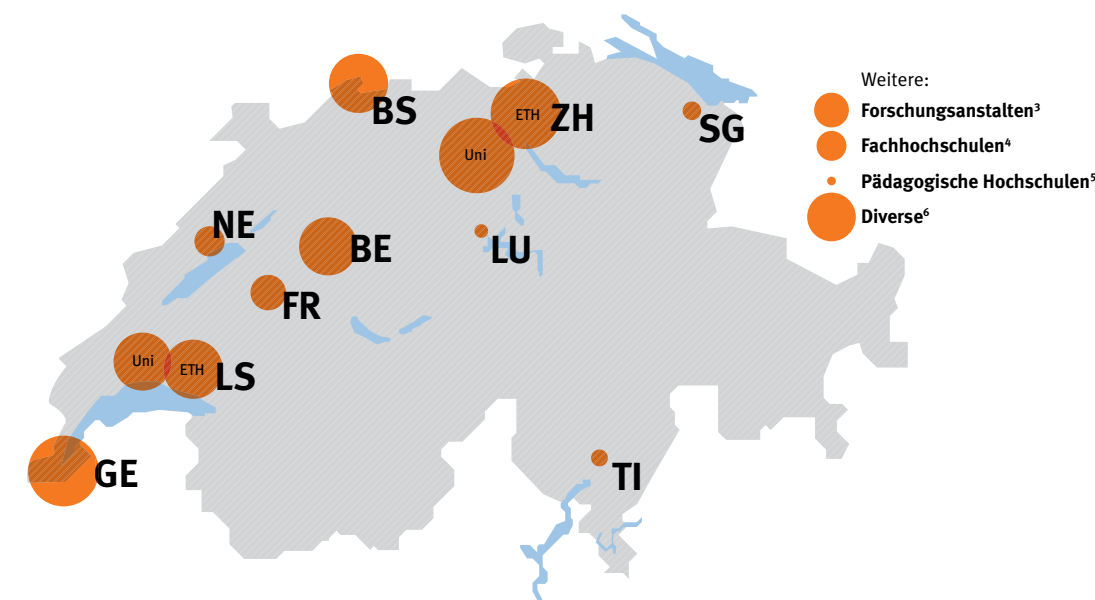 Weitere:
Forschungsanstalten³
Fachhochschulen⁴
Pädagogische Hochschulen⁵
Diverse⁶
BS
ETH ZH
Uni
SG
NE
BE
LU
FR
Uni
ETH LS
GE
TI